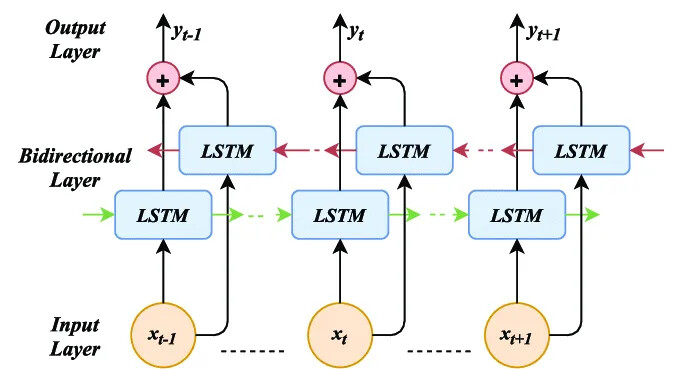 Output
Layer
y_{t-1}
y_t
y_{t+1}
+
+
+
Bidirectional
Layer
LSTM
LSTM
LSTM
LSTM
LSTM
LSTM
Input
Layer
x_{t-1}
x_t
x_{t+1}